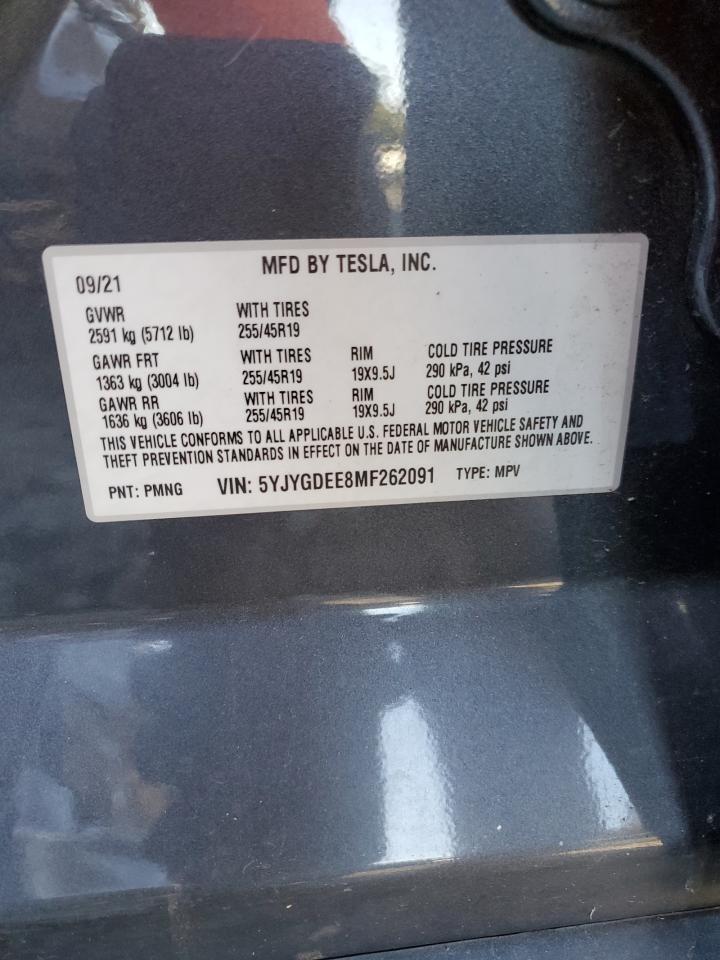 MFD BY TESLA, INC.
09/21
GVWR WITH TIRES
2591 kg (5712 lb) 255/45R19
GAWR FRT WITH TIRES RIM COLD TIRE PRESSURE
1363 kg (3004 lb) 255/45R19 19X9.5J 290 kPa, 42 psi
GAWR RR WITH TIRES RIM COLD TIRE PRESSURE
1636 kg (3606 lb) 255/45R19 19X9.5J 290 kPa, 42 psi
THIS VEHICLE CONFORMS TO ALL APPLICABLE U.S. FEDERAL MOTOR VEHICLE SAFETY AND
THEFT PREVENTION STANDARDS IN EFFECT ON THE DATE OF MANUFACTURE SHOWN ABOVE.
PNT: PMNG VIN: 5YJYGDEE8MF262091 TYPE: MPV